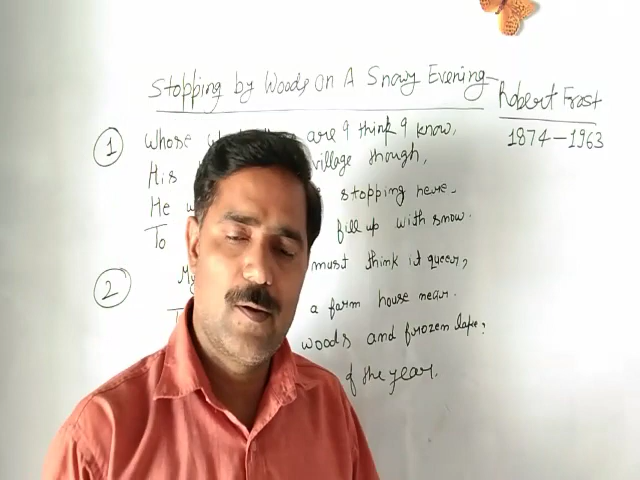 Stopping by Woods On A Snowy Evening-
Robert Frost
1874-1963
1
Whose are I think I know,
His village though,
He stopping here-
To fill up with snow.
2
My must think it queer,
a farm house near.
woods and frozen lake,
of the year.